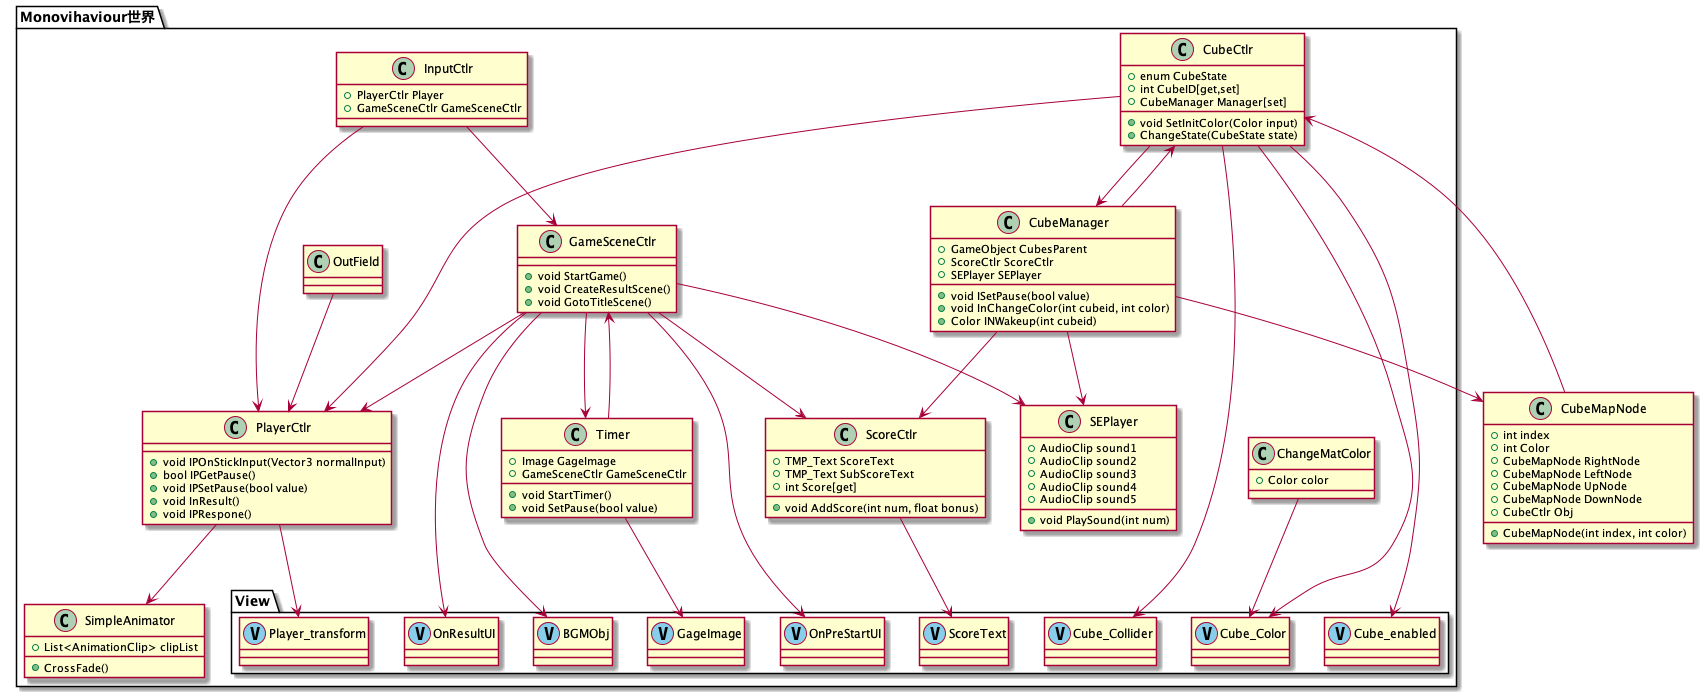 Monovihaviour世界
C CubeCtlr
enum CubeState
int CubeID[get,set]
CubeManager Manager[set]
void SetInitColor(Color input)
ChangeState(CubeState state)
C InputCtlr
PlayerCtlr Player
GameSceneCtlr GameSceneCtlr
C CubeManager
GameObject CubesParent
ScoreCtlr ScoreCtlr
SEPlayer SEPlayer
void ISetPause(bool value)
void InChangeColor(int cubeid, int color)
Color INWakeup(int cubeid)
C GameSceneCtlr
void StartGame()
void CreateResultScene()
void GotoTitleScene()
C OutField
C PlayerCtlr
void IPOnStickInput(Vector3 normalInput)
bool IPGetPause()
void IPSetPause(bool value)
void InResult()
void IPRespone()
C Timer
Image GageImage
GameSceneCtlr GameSceneCtlr
void StartTimer()
void SetPause(bool value)
C ScoreCtlr
TMP_Text ScoreText
TMP_Text SubScoreText
int Score[get]
void AddScore(int num, float bonus)
C SEPlayer
AudioClip sound1
AudioClip sound2
AudioClip sound3
AudioClip sound4
AudioClip sound5
void PlaySound(int num)
C ChangeMatColor
Color color
C CubeMapNode
int index
int Color
CubeMapNode RightNode
CubeMapNode LeftNode
CubeMapNode UpNode
CubeMapNode DownNode
CubeCtlr Obj
CubeMapNode(int index, int color)
C SimpleAnimator
List<AnimationClip> clipList
CrossFade()
View
V Player_transform
V OnResultUI
V BGMObj
V GageImage
V OnPreStartUI
V ScoreText
V Cube_Collider
V Cube_Color
V Cube_enabled